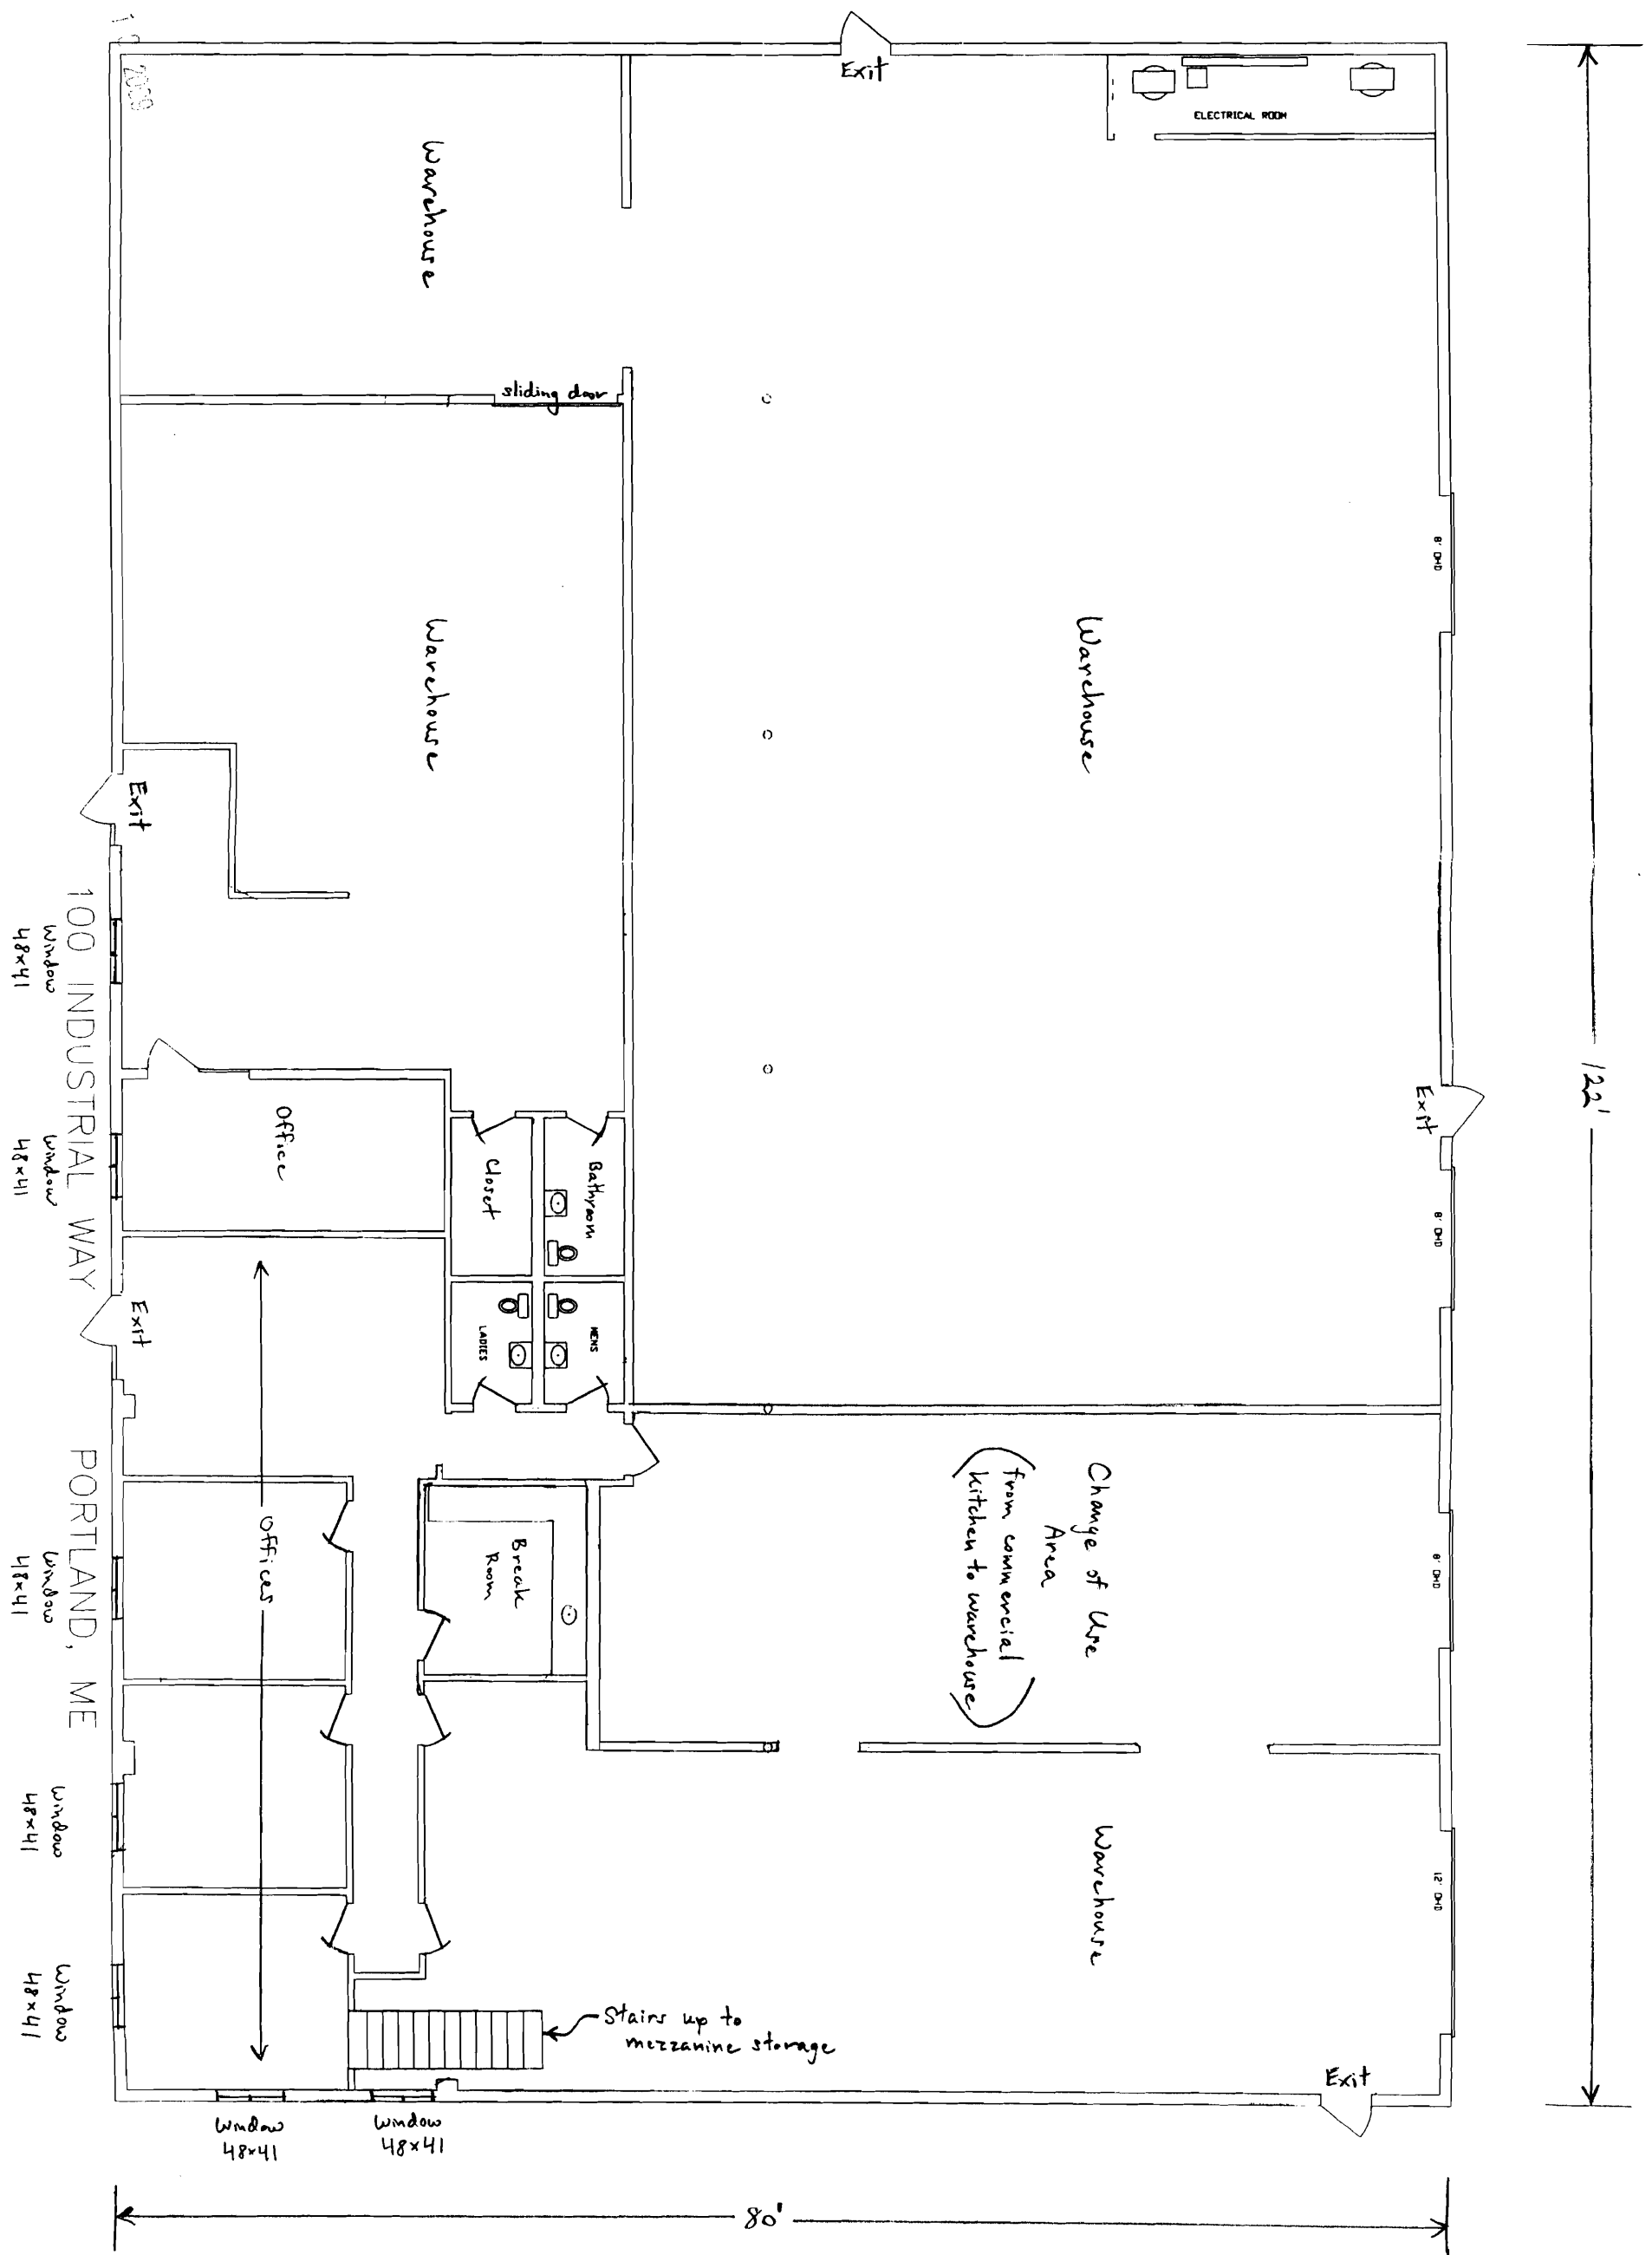 2009
Exit
ELECTRICAL ROOM
Warehouse
sliding door
8' OHD
Warehouse
Warehouse
Exit
Window
48x41
Exit
Office
Closet
Bathroom
Window
48x41
8' OHD
Exit
LADIES
MENS
100 INDUSTRIAL WAY PORTLAND, ME
Offices
Break
Room
Change of Use
Area
(from commercial
kitchen to warehouse)
8' OHD
Window
48x41
Window
48x41
Warehouse
12' OHD
Window
48x41
Stairs up to
mezzanine storage
Exit
Window
48x41
Window
48x41
122'
80'